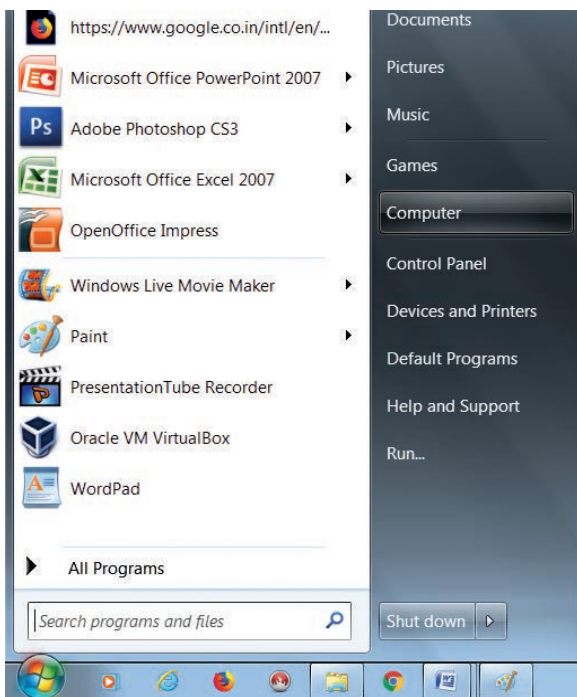 https://www.google.co.in/intl/en/...
Microsoft Office PowerPoint 2007
Ps
Adobe Photoshop CS3
Microsoft Office Excel 2007
OpenOffice Impress
Windows Live Movie Maker
Paint
PresentationTube Recorder
Oracle VM VirtualBox
WordPad
All Programs
Search programs and files
Documents
Pictures
Music
Games
Computer
Control Panel
Devices and Printers
Default Programs
Help and Support
Run...
Shut down